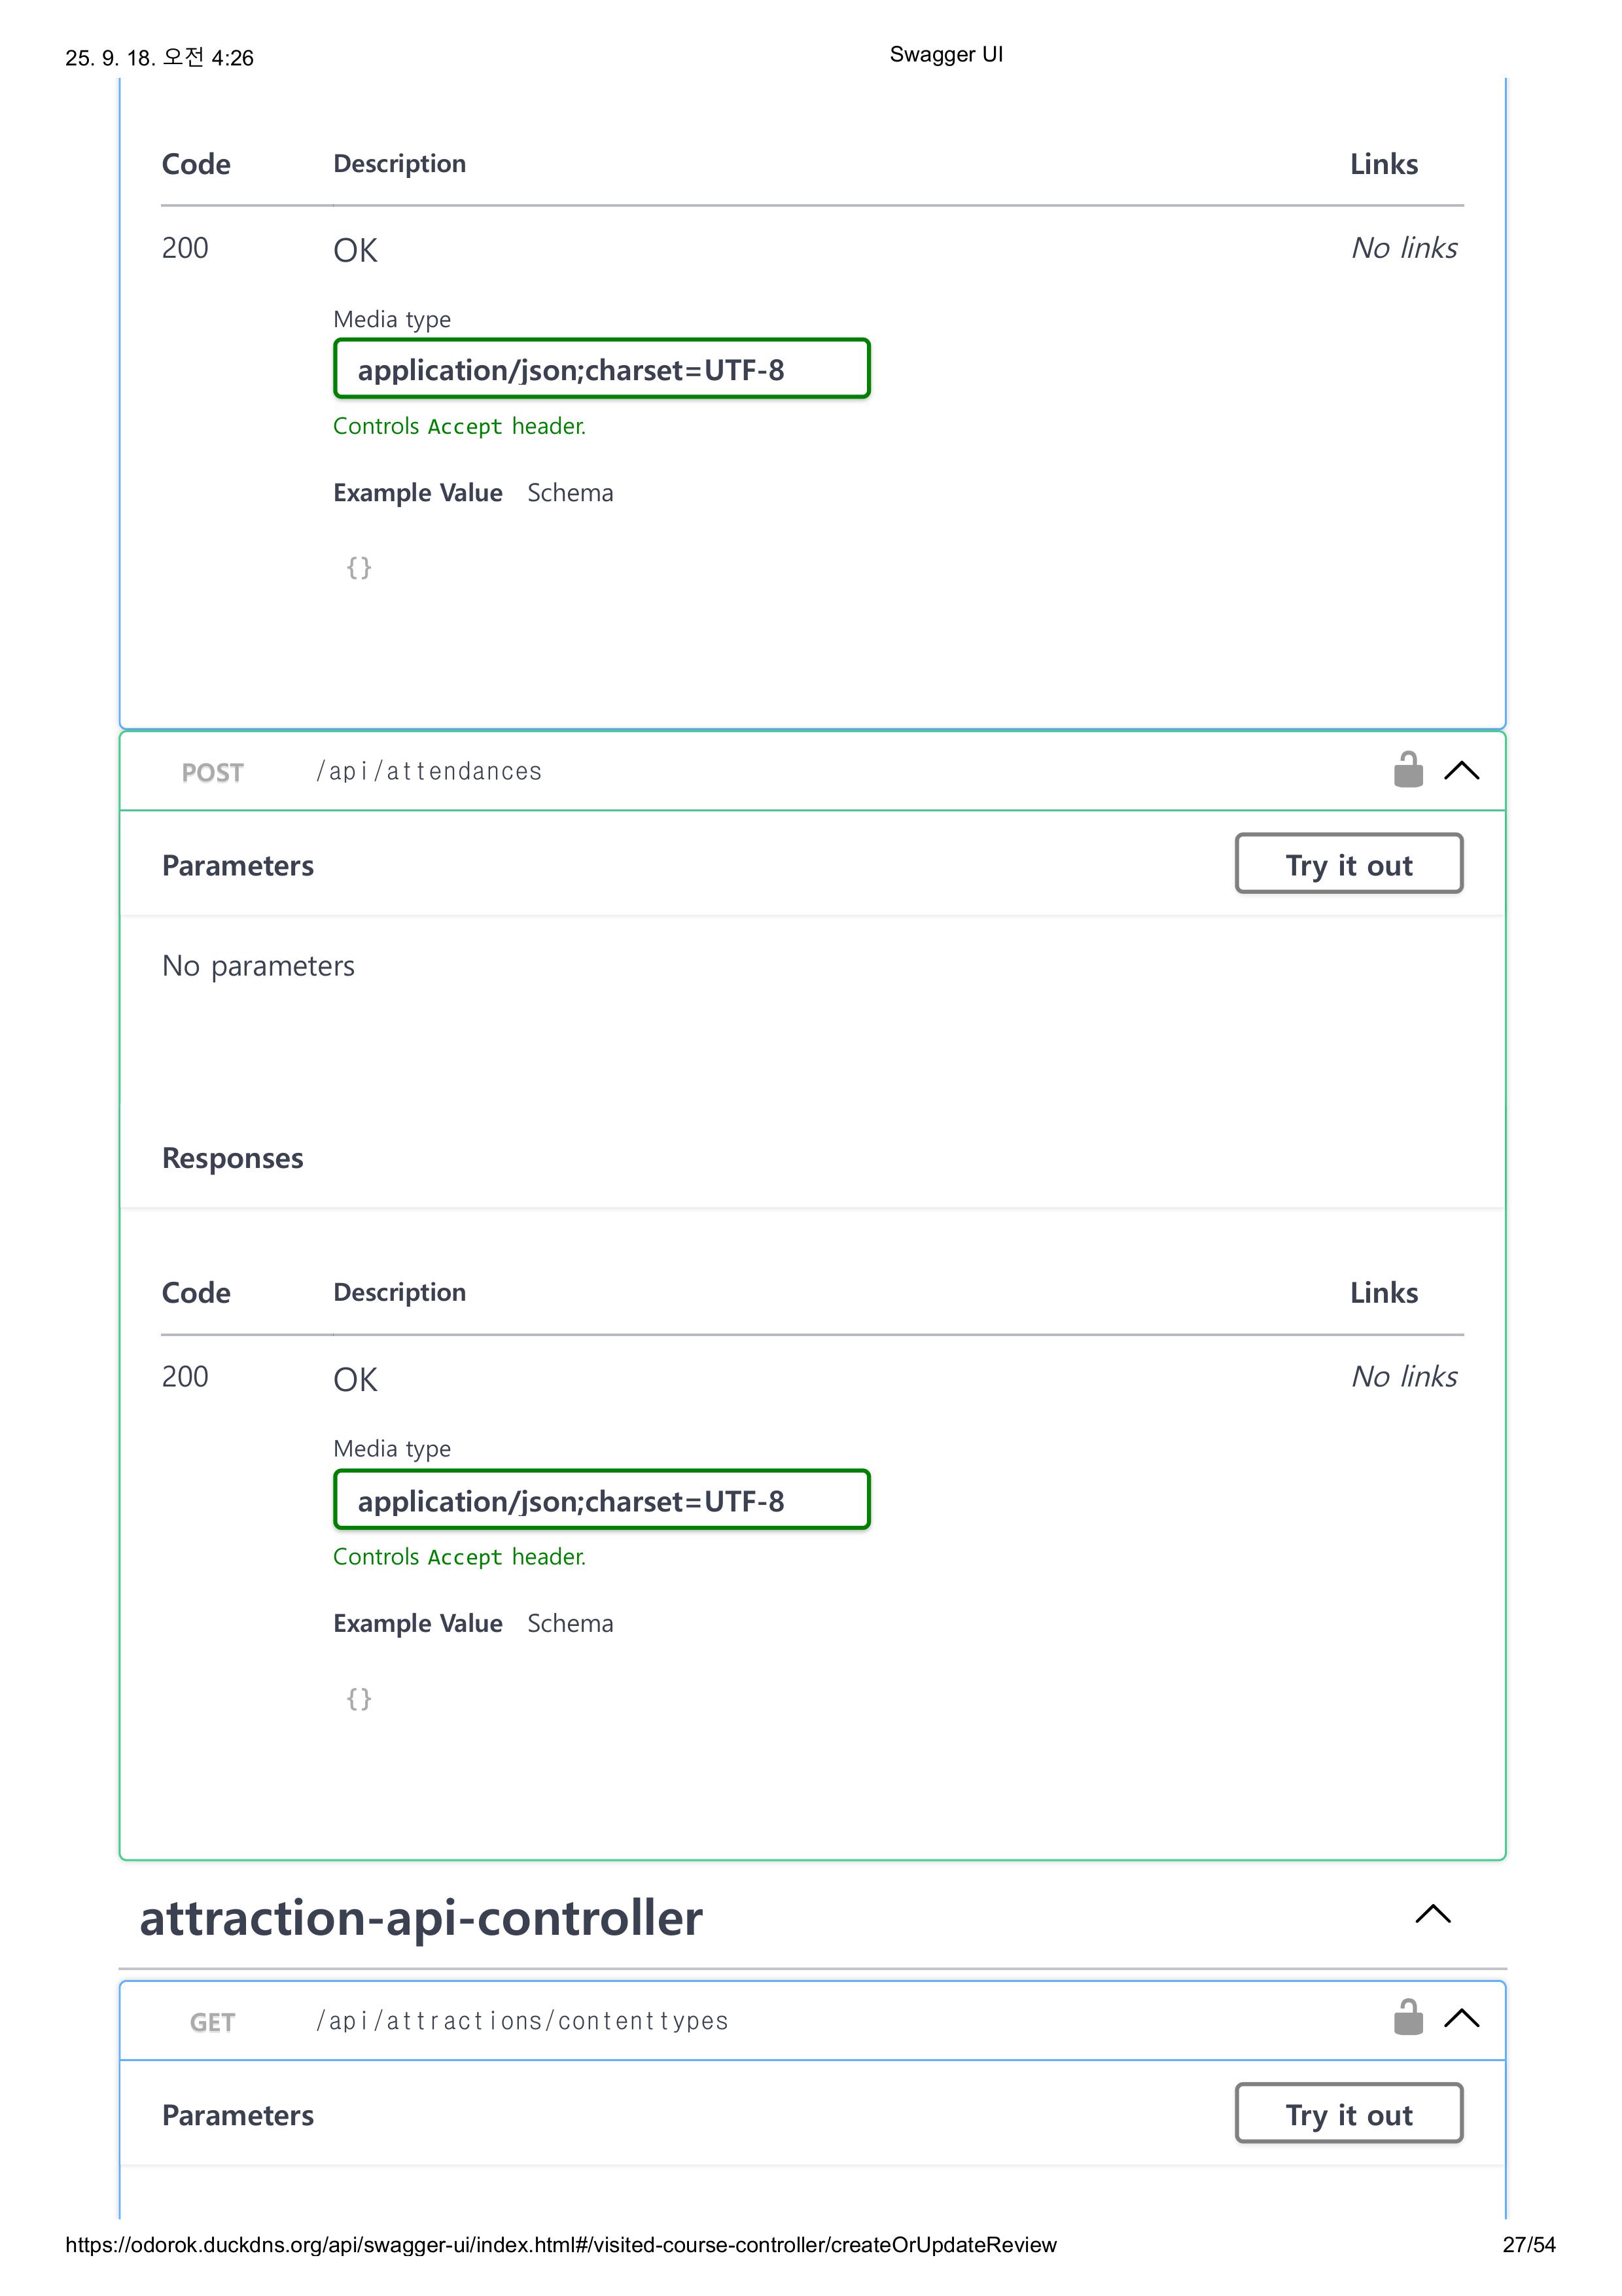 25. 9. 18. 오전 4:26 Swagger UI
Code Description Links
200 OK No links
Media type
application/json;charset=UTF-8
Controls Accept header.
Example Value Schema
{}
POST /api/attendances
Parameters Try it out
No parameters
Responses
Code Description Links
200 OK No links
Media type
application/json;charset=UTF-8
Controls Accept header.
Example Value Schema
{}
attraction-api-controller
GET /api/attractions/contenttypes
Parameters Try it out
https://odorok.duckdns.org/api/swagger-ui/index.html#/visited-course-controller/createOrUpdateReview 27/54